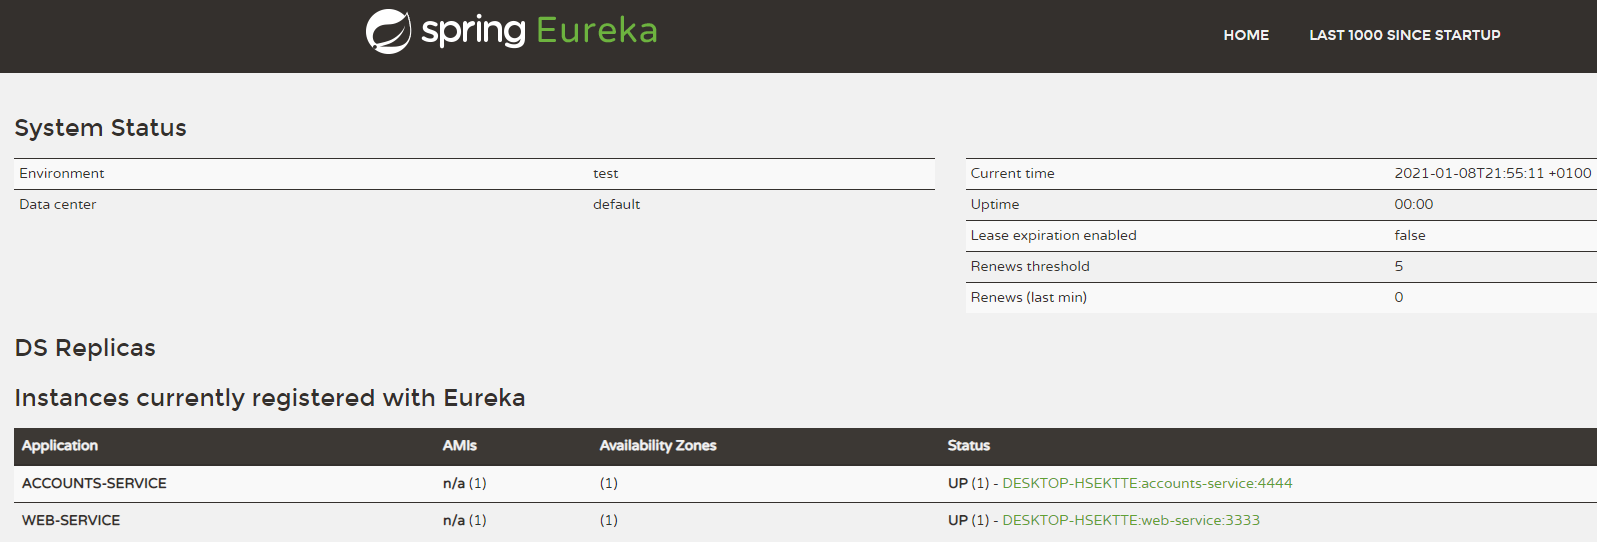 spring Eureka
HOME LAST 1000 SINCE STARTUP
System Status
Environment test
Data center default
Current time 2021-01-08T21:55:11 +0100
Uptime 00:00
Lease expiration enabled false
Renews threshold 5
Renews (last min) 0
DS Replicas
Instances currently registered with Eureka
Application AMIs Availability Zones Status
ACCOUNTS-SERVICE n/a (1) (1) UP (1) - DESKTOP-HSEKTTE:accounts-service:4444
WEB-SERVICE n/a (1) (1) UP (1) - DESKTOP-HSEKTTE:web-service:3333